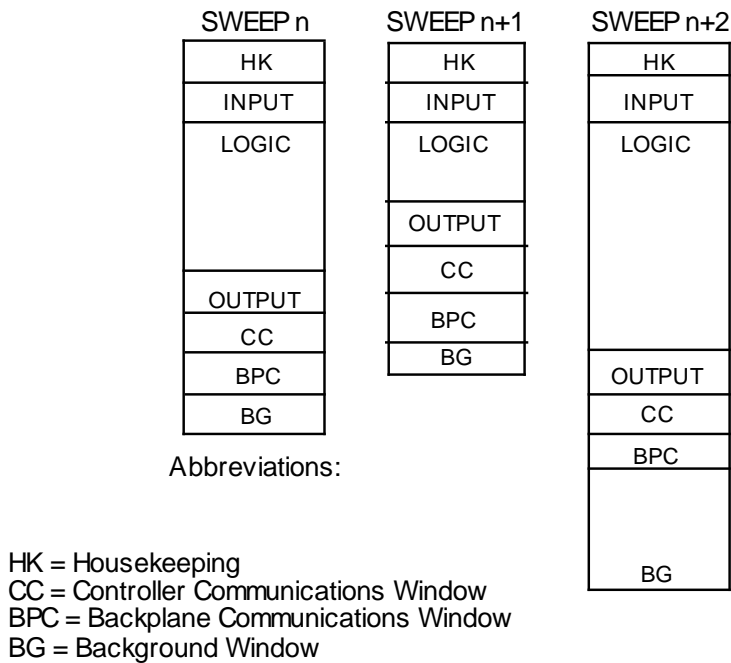 SWEEP n
HK
INPUT
LOGIC
OUTPUT
CC
BPC
BG
SWEEP n+1
HK
INPUT
LOGIC
OUTPUT
CC
BPC
BG
SWEEP n+2
HK
INPUT
LOGIC
OUTPUT
CC
BPC
BG
Abbreviations:
HK = Housekeeping
CC = Controller Communications Window
BPC = Backplane Communications Window
BG = Background Window